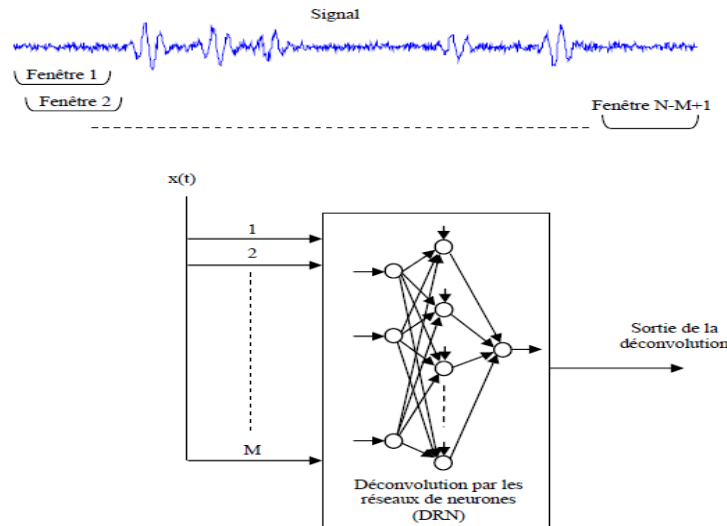 Signal
Fenêtre 1
Fenêtre 2
Fenêtre N-M+1
x(t)
1
2
M
Sortie de la
déconvolution
Déconvolution par les
réseaux de neurones
(DRN)